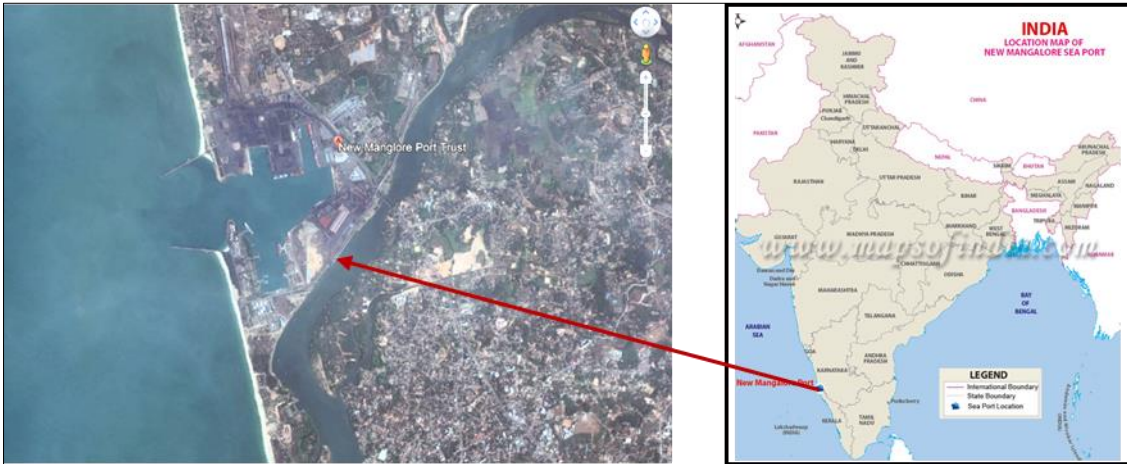 New Manglore Port Trust
INDIA
LOCATION MAP OF
NEW MANGALORE SEA PORT
AFGHANISTAN
JAMMU
AND
KASHMIR
CHINA
HIMACHAL
PRADESH
PUNJAB
Chandigarh
UTTARANCHAL
PAKISTAN
HARYANA
DELHI
NEPAL
BHUTAN
ARUNACHAL
PRADESH
SIKKIM
ASSAM
NAGALAND
RAJASTHAN
UTTAR PRADESH
BIHAR
MEGHALAYA
MANIPUR
BANGLADESH
TRIPURA
MIZORAM
GUJARAT
MADHYA PRADESH
JHARKHAND
WEST
BENGAL
www.mapsofindia.com
CHHATTISGARH
ODISHA
Daman and Diu
Dadra and
Nagar Haveli
MAHARASHTRA
BAY
OF
BENGAL
TELANGANA
ARABIAN
SEA
GOA
ANDHRA
PRADESH
KARNATAKA
New Mangalore Port
LEGEND
International Boundary
State Boundary
Sea Port Location
Puducherry
KERALA
TAMIL
NADU
Lakshadweep
(INDIA)